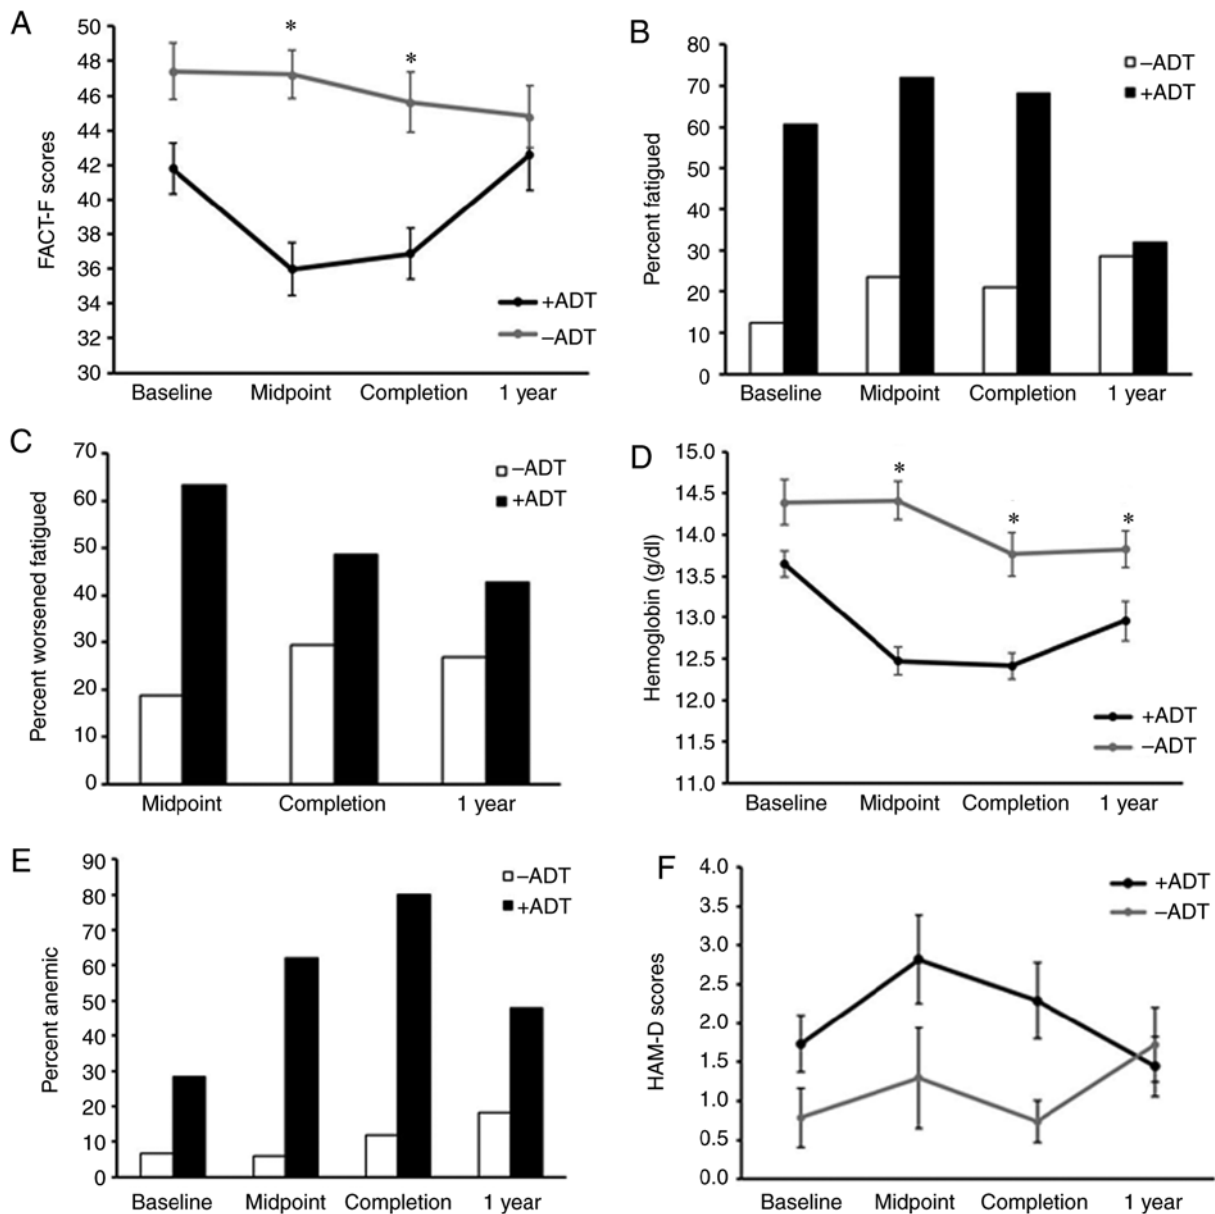 A
50
48
46
44
42
40
38
36
34
32
30
FACT-F scores
*
*
+ADT
–ADT
Baseline Midpoint Completion 1 year
B
80
70
60
50
40
30
20
10
0
Percent fatigued
–ADT
+ADT
Baseline Midpoint Completion 1 year
C
70
60
50
40
30
20
10
0
Percent worsened fatigued
–ADT
+ADT
Midpoint Completion 1 year
D
15.0
14.5
14.0
13.5
13.0
12.5
12.0
11.5
11.0
Hemoglobin (g/dl)
*
*
*
+ADT
–ADT
Baseline Midpoint Completion 1 year
E
90
80
70
60
50
40
30
20
10
0
Percent anemic
–ADT
+ADT
Baseline Midpoint Completion 1 year
F
4.0
3.5
3.0
2.5
2.0
1.5
1.0
0.5
0.0
HAM-D scores
+ADT
–ADT
Baseline Midpoint Completion 1 year